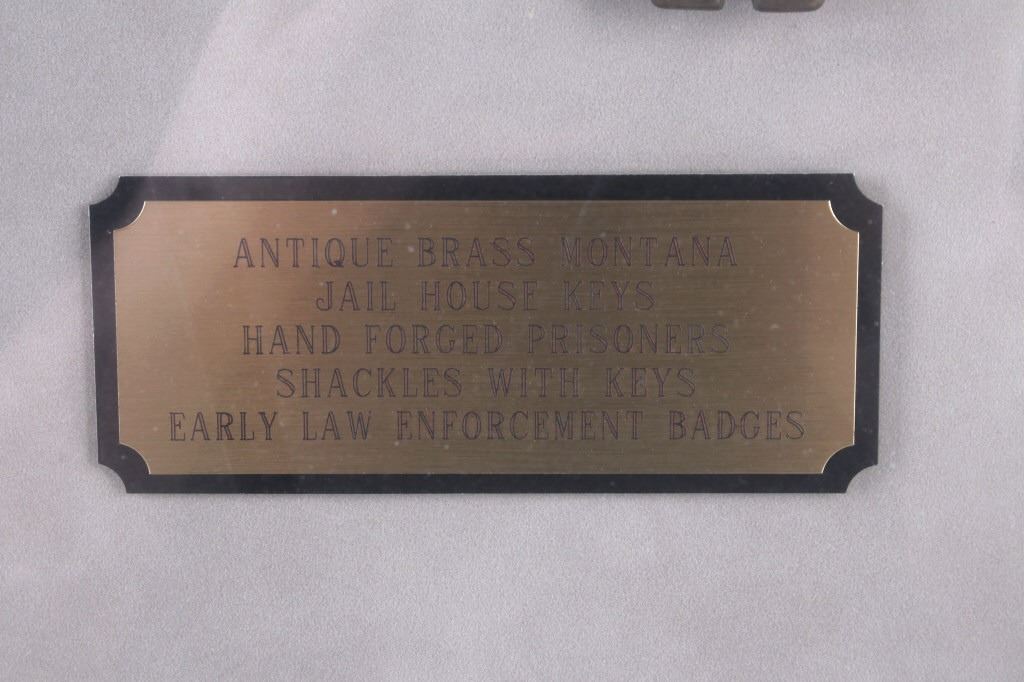 ANTIQUE BRASS MONTANA
JAIL HOUSE KEYS
HAND FORGED PRISONERS
SHACKLES WITH KEYS
EARLY LAW ENFORCEMENT BADGES